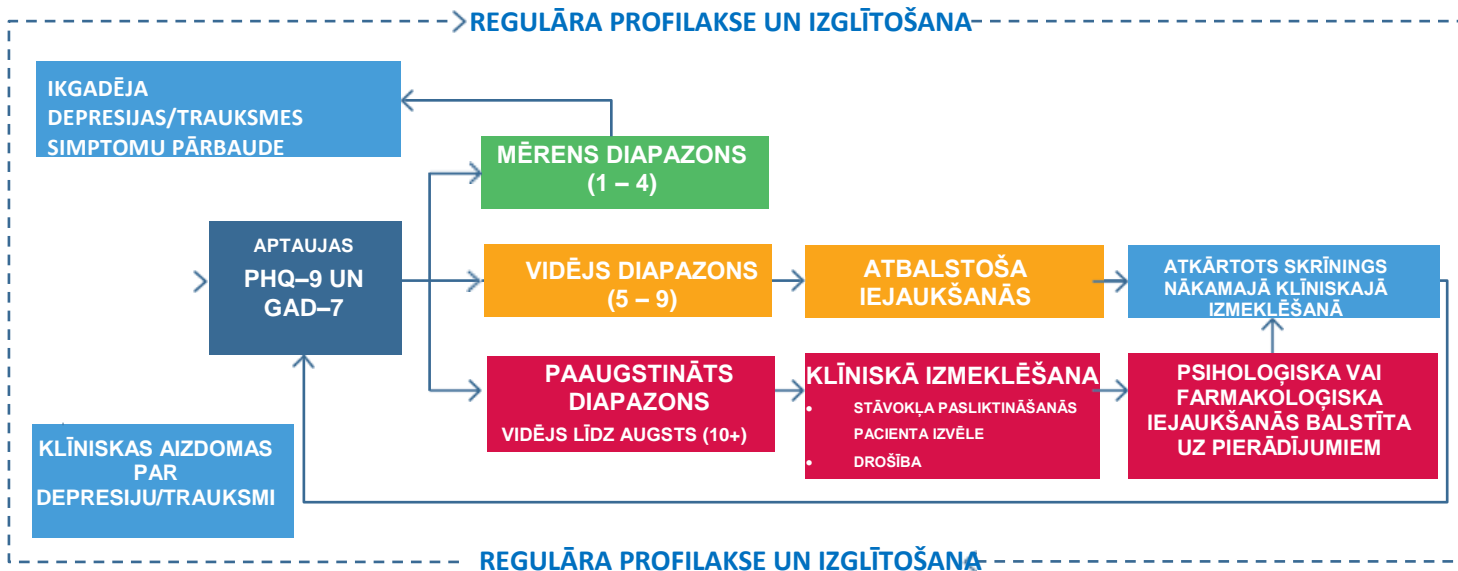 REGULĀRA PROFILAKSE UN IZGLĪTOŠANA
IKGADĒJA
DEPRESIJAS/TRAUKSMES
SIMPTOMU PĀRBAUDE
MĒRENS DIAPAZONS
(1 – 4)
APTAUJAS
PHQ–9 UN
GAD–7
VIDĒJS DIAPAZONS
(5 – 9)
ATBALSTOŠA
IEJAUKŠANĀS
ATKĀRTOTS SKRĪNINGS
NĀKAMAJĀ KLĪNISKAJĀ
IZMEKLĒŠANĀ
PAAUGSTINĀTS
DIAPAZONS
VIDĒJS LĪDZ AUGSTS (10+)
KLĪNISKĀ IZMEKLĒŠANA
• STĀVOKĻA PASLIKTINĀŠANĀS
PACIENTA IZVĒLE
• DROŠĪBA
PSIHOLOĢISKA VAI
FARMAKOLOĢISKA
IEJAUKŠANĀS BALSTĪTA
UZ PIERĀDĪJUMIEM
KLĪNISKAS AIZDOMAS
PAR
DEPRESIJU/TRAUKSMI
REGULĀRA PROFILAKSE UN IZGLĪTOŠANA